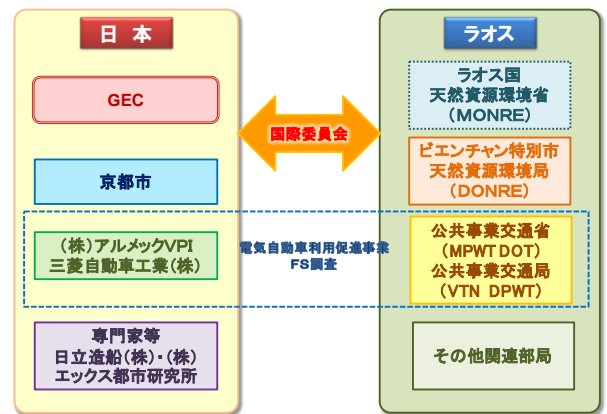 日 本
GEC
京都市
（株）アルメックVPI
三菱自動車工業（株）
専門家等
日立造船（株）・（株）
エックス都市研究所
国際委員会
電気自動車利用促進事業
FS調査
ラオス
ラオス国
天然資源環境省
（MONRE）
ビエンチャン特別市
天然資源環境局
（DONRE）
公共事業交通省
（MPWT DOT）
公共事業交通局
（VTN DPWT）
その他関連部局